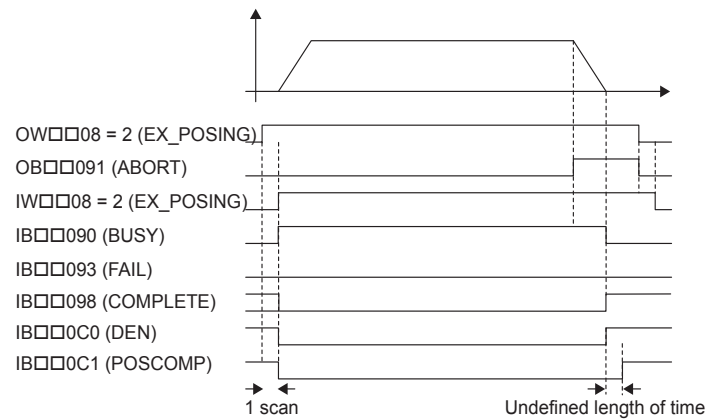 OW□□08 = 2 (EX_POSING)
OB□□091 (ABORT)
IW□□08 = 2 (EX_POSING)
IB□□090 (BUSY)
IB□□093 (FAIL)
IB□□098 (COMPLETE)
IB□□0C0 (DEN)
IB□□0C1 (POSCOMP)
1 scan
Undefined length of time